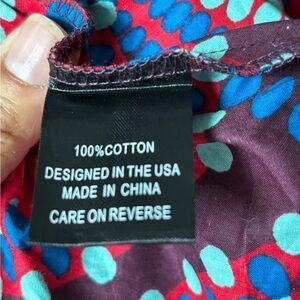 100%COTTON
DESIGNED IN THE USA
MADE IN CHINA
CARE ON REVERSE